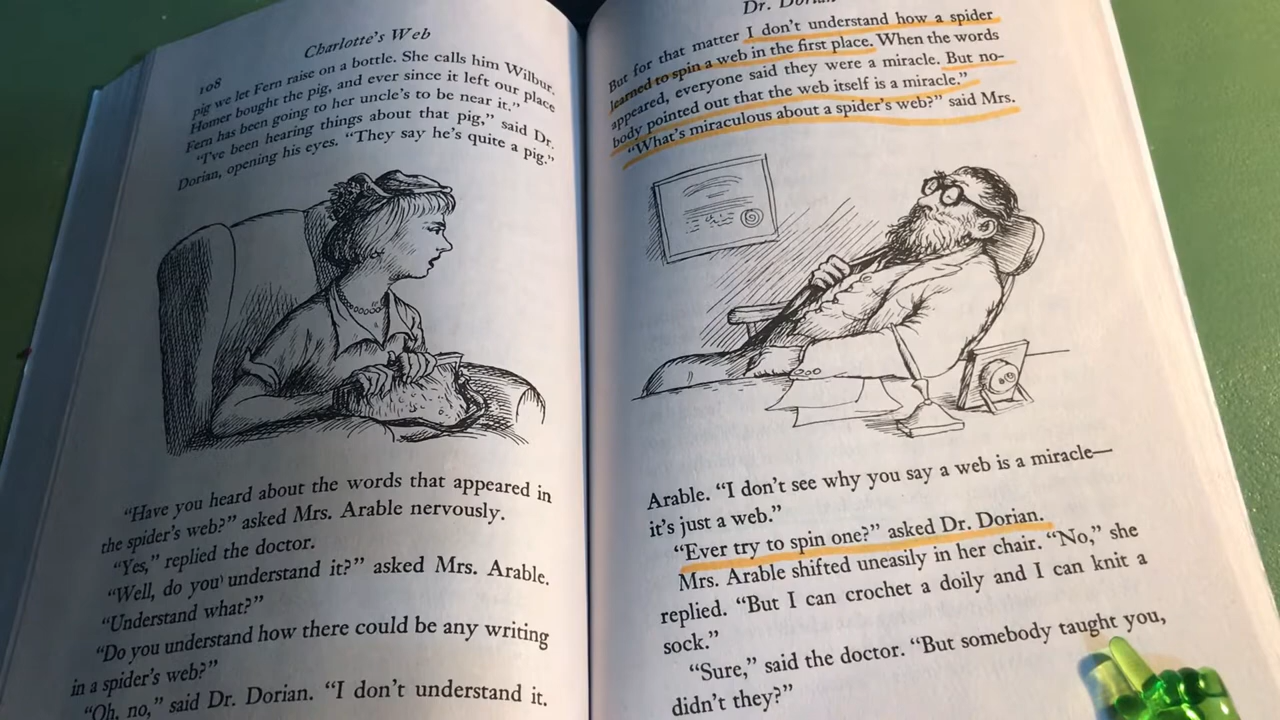 108
Charlotte's Web
pig we let Fern raise on a bottle. She calls him Wilbur.
Homer bought the pig, and ever since it left our place
Fern has been going to her uncle's to be near it."
"I've been hearing things about that pig," said Dr.
Dorian, opening his eyes. "They say he's quite a pig."
"Have you heard about the words that appeared in
the spider's web?" asked Mrs. Arable nervously.
"Yes," replied the doctor.
"Well, do you understand it?" asked Mrs. Arable.
"Understand what?"
"Do you understand how there could be any writing
in a spider's web?"
"Oh, no," said Dr. Dorian. "I don't understand it.
Dr. Dorian
But for that matter I don't understand how a spider
learned to spin a web in the first place. When the words
appeared, everyone said they were a miracle. But no-
body pointed out that the web itself is a miracle."
"What's miraculous about a spider's web?" said Mrs.
Arable. "I don't see why you say a web is a miracle—
it's just a web."
"Ever try to spin one?" asked Dr. Dorian.
Mrs. Arable shifted uneasily in her chair. "No," she
replied. "But I can crochet a doily and I can knit a
sock."
"Sure," said the doctor. "But somebody taught you,
didn't they?"